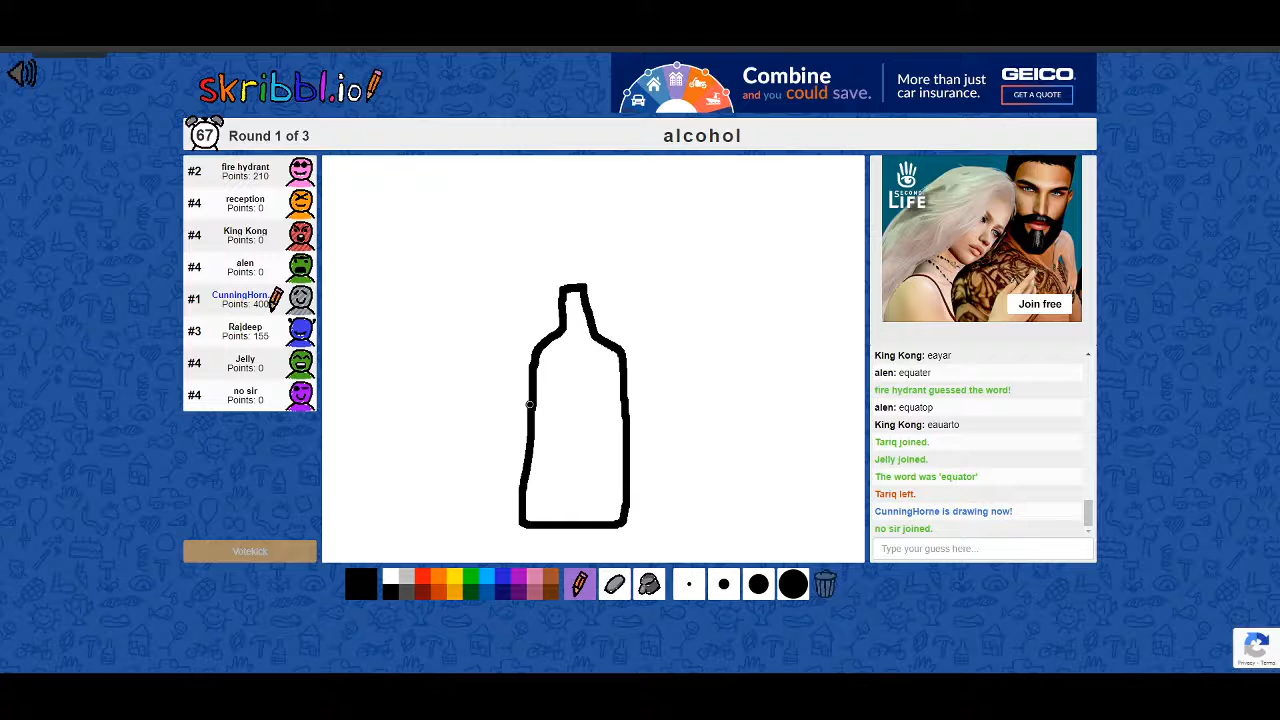 skribbl.io
Combine
and you could save.
More than just
car insurance.
GEICO
GET A QUOTE
67
Round 1 of 3
alcohol
#2
fire hydrant
Points: 210
#4
reception
Points: 0
#4
King Kong
Points: 0
#4
alen
Points: 0
#1
CunningHorn...
Points: 400
#3
Rajdeep
Points: 155
#4
Jelly
Points: 0
#4
no sir
Points: 0
Votekick
SECOND
LIFE
Join free
King Kong: eayar
alen: equater
fire hydrant guessed the word!
alen: equatop
King Kong: eauarto
Tariq joined.
Jelly joined.
The word was 'equator'
Tariq left.
CunningHorne is drawing now!
no sir joined.
Type your guess here...
Privacy - Terms